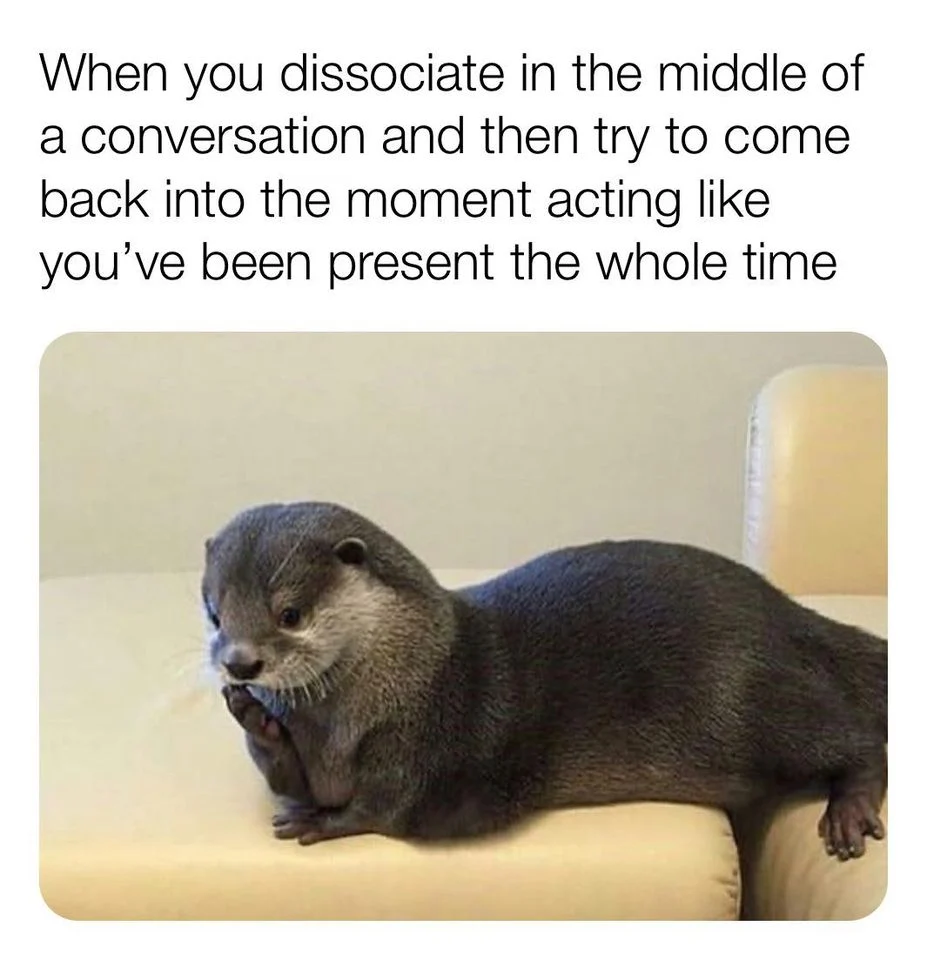 When you dissociate in the middle of
a conversation and then try to come
back into the moment acting like
you’ve been present the whole time